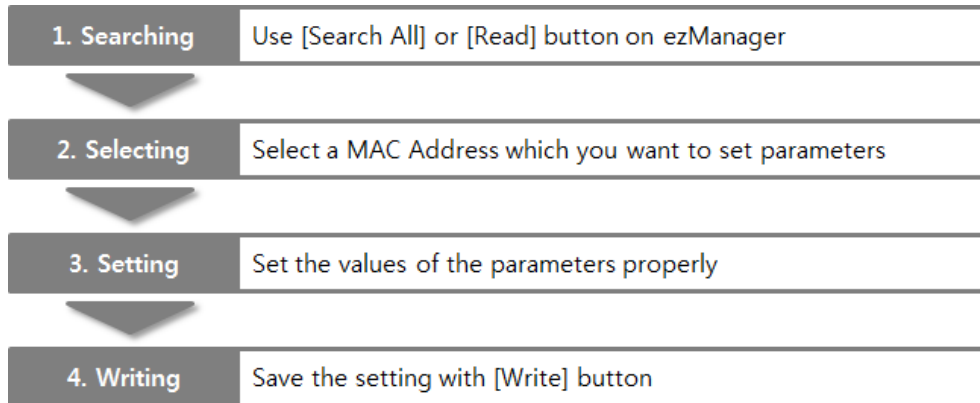 1. Searching Use [Search All] or [Read] button on ezManager
2. Selecting Select a MAC Address which you want to set parameters
3. Setting Set the values of the parameters properly
4. Writing Save the setting with [Write] button